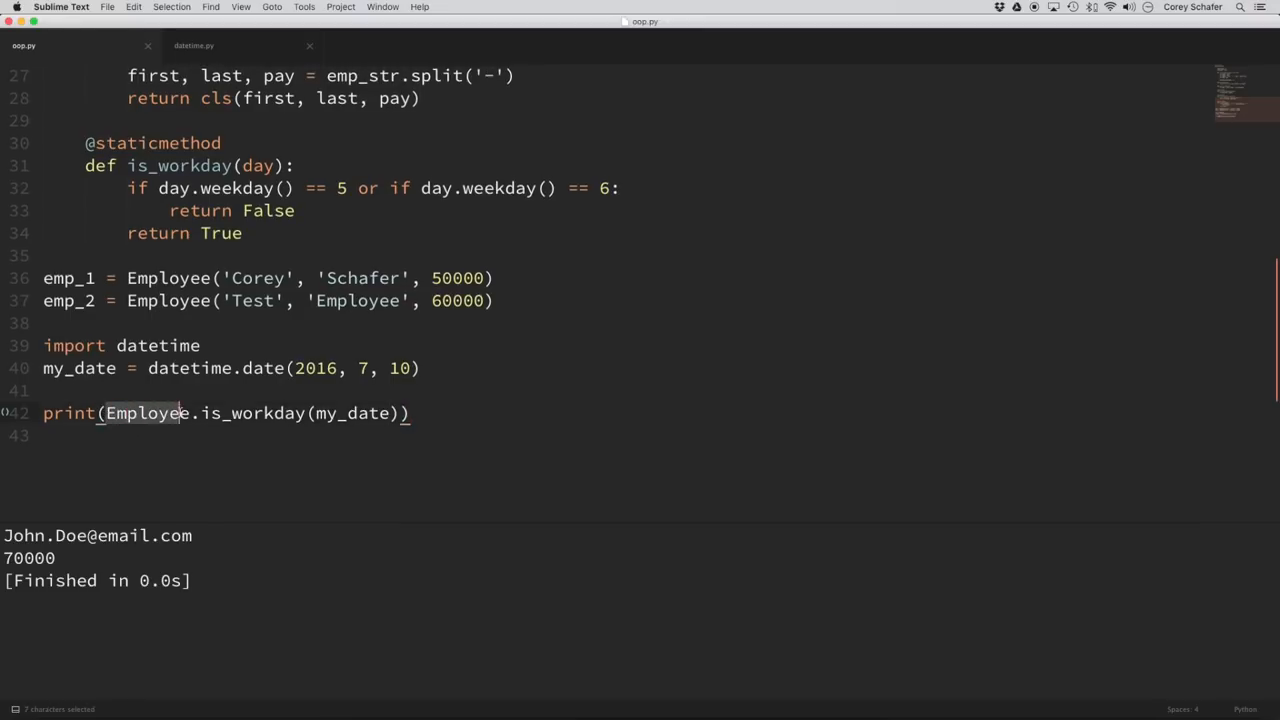 Sublime Text File Edit Selection Find View Goto Tools Project Window Help Corey Schafer
oop.py
oop.py datetime.py
27 first, last, pay = emp_str.split('-')
28 return cls(first, last, pay)
29
30 @staticmethod
31 def is_workday(day):
32 if day.weekday() == 5 or if day.weekday() == 6:
33 return False
34 return True
35
36 emp_1 = Employee('Corey', 'Schafer', 50000)
37 emp_2 = Employee('Test', 'Employee', 60000)
38
39 import datetime
40 my_date = datetime.date(2016, 7, 10)
41
42 print(Employee.is_workday(my_date))
43
John.Doe@email.com
70000
[Finished in 0.0s]
7 characters selected Spaces: 4 Python